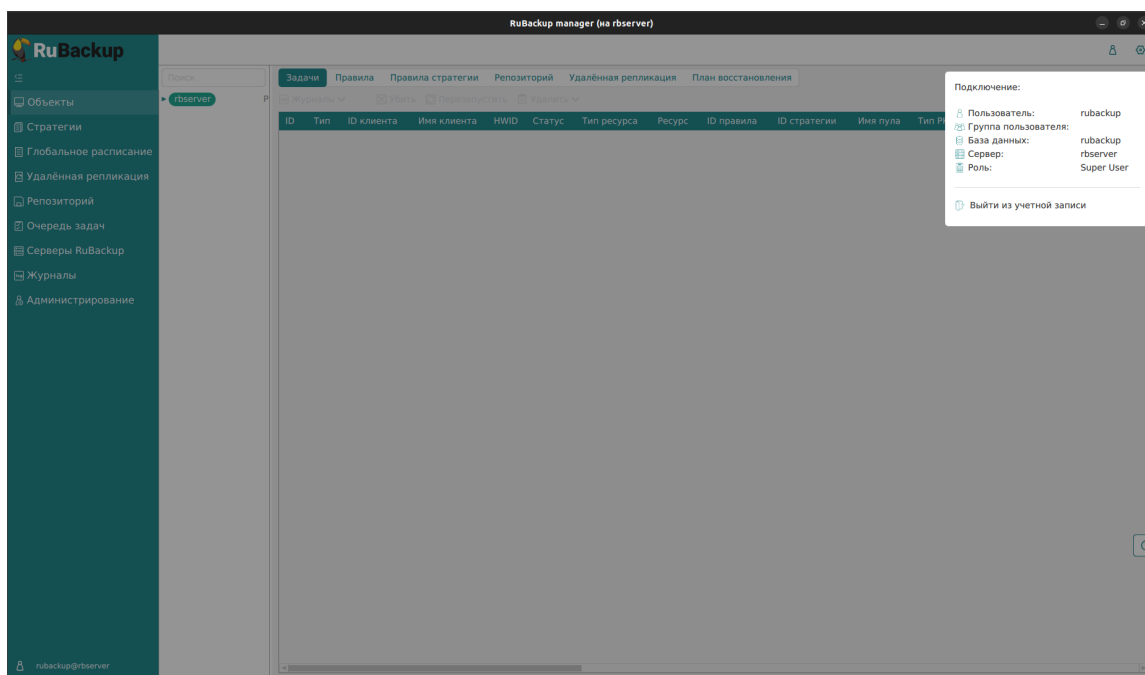 RuBackup manager (на rbserver)
RuBackup
Поиск
Задачи Правила Правила стратегии Репозиторий Удалённая репликация План восстановления
Объекты
rbserver Р
Журналы Убить Перезапустить Удалить
Стратегии
Глобальное расписание
Удалённая репликация
Репозиторий
Очередь задач
Серверы RuBackup
Журналы
Администрирование
ID Тип ID клиента Имя клиента HWID Статус Тип ресурса Ресурс ID правила ID стратегии Имя пула Тип РК
Подключение:
Пользователь: rubackup
Группа пользователя:
База данных: rubackup
Сервер: rbserver
Роль: Super User
Выйти из учетной записи
rubackup@rbserver